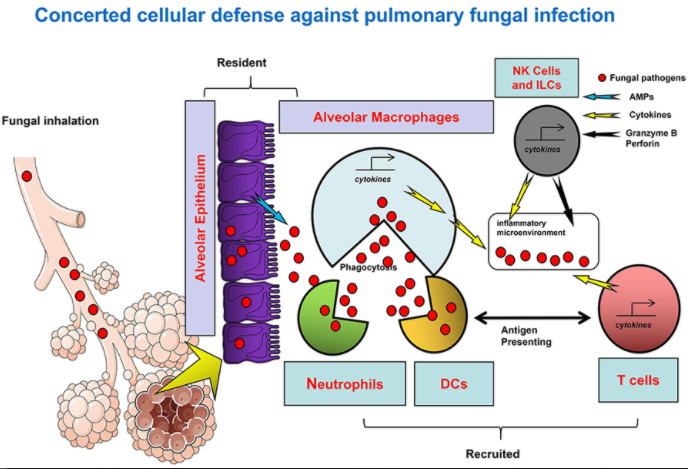 Concerted cellular defense against pulmonary fungal infection
Resident
NK Cells
and ILCs
Fungal pathogens
AMPs
Cytokines
Granzyme B
Perforin
Fungal inhalation
Alveolar Macrophages
Alveolar Epithelium
cytokines
cytokines
inflammatory
microenvironment
Phagocytosis
cytokines
Antigen
Presenting
Neutrophils
DCs
T cells
Recruited